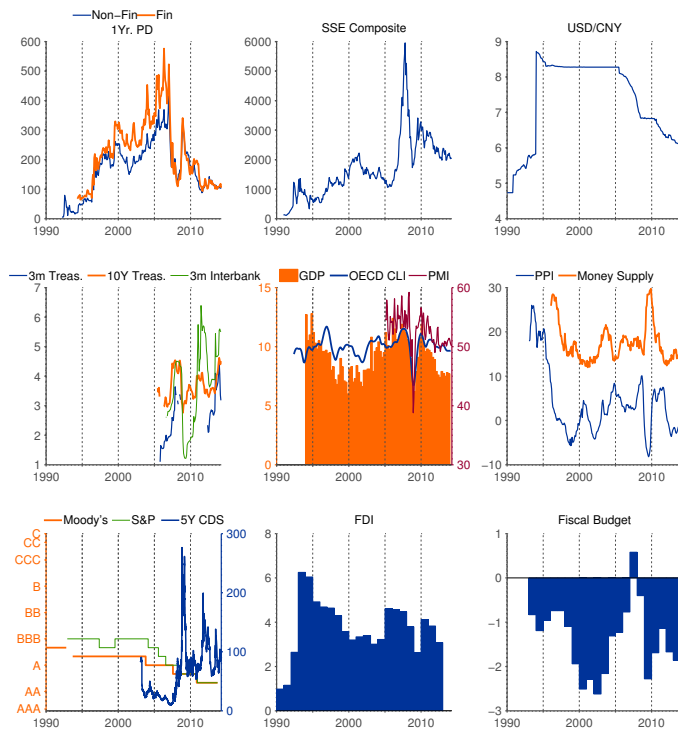 Non−Fin Fin
1Yr. PD
SSE Composite
USD/CNY
600
500
400
300
200
100
0
1990 2000 2010
6000
5000
4000
3000
2000
1000
0
1990 2000 2010
9
8
7
6
5
4
1990 2000 2010
3m Treas. 10Y Treas. 3m Interbank
7
6
5
4
3
2
1
1990 2000 2010
GDP OECD CLI PMI
15
10
5
0
60
50
40
30
1990 2000 2010
PPI Money Supply
30
20
10
0
−10
1990 2000 2010
Moody's S&P 5Y CDS
C
CC
CCC
B
BB
BBB
A
AA
AAA
300
200
100
0
1990 2000 2010
FDI
8
6
4
2
0
1990 2000 2010
Fiscal Budget
1
0
−1
−2
−3
1990 2000 2010